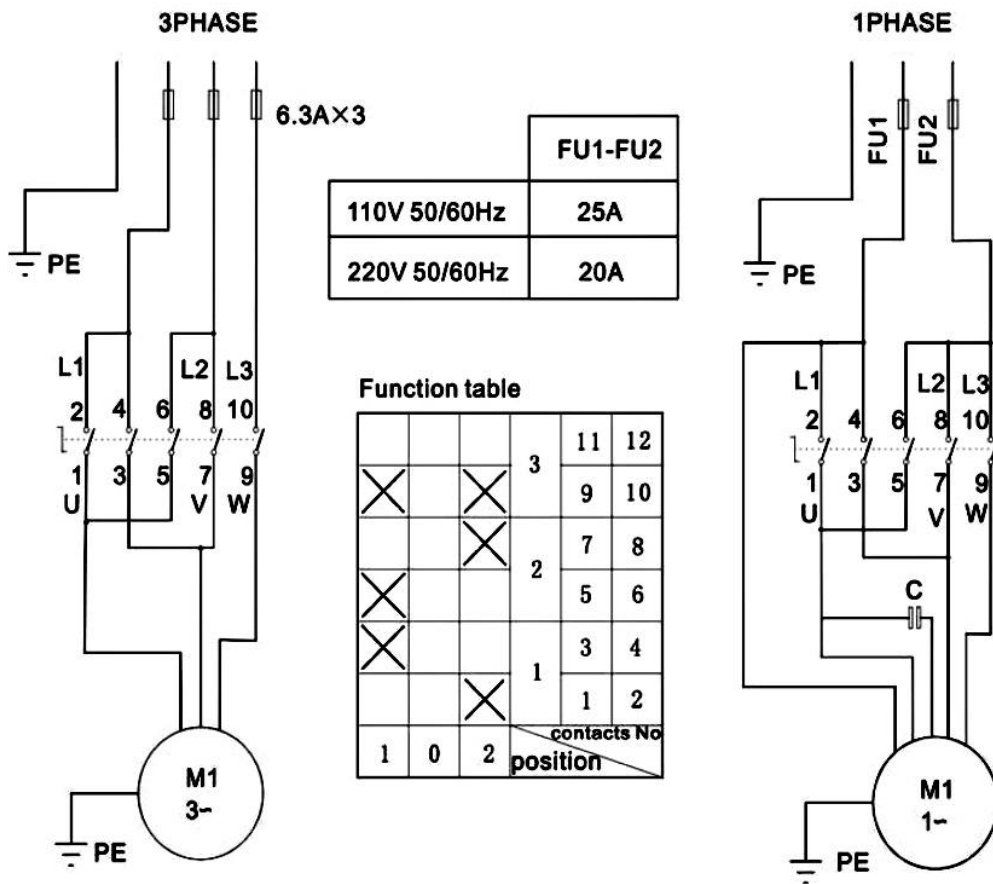 3PHASE
6.3A×3
PE
L1 L2 L3
2 4 6 8 10
1 3 5 7 9
U V W
M1
3~
PE
FU1-FU2
110V 50/60Hz 25A
220V 50/60Hz 20A
Function table
3 11 12
9 10
2 7 8
5 6
1 3 4
1 2
contacts No
1 0 2 position
1PHASE
FU1 FU2
PE
L1 L2 L3
2 4 6 8 10
1 3 5 7 9
U V W
C
M1
1~
PE